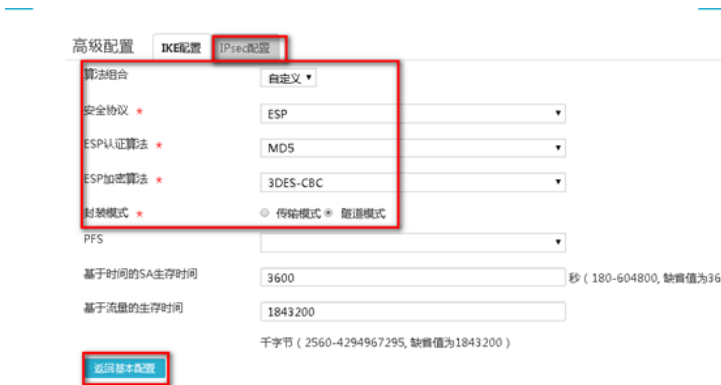 高级配置 IKE配置 IPsec配置
算法组合 自定义
安全协议 * ESP
ESP认证算法 * MD5
ESP加密算法 * 3DES-CBC
封装模式 * 传输模式 隧道模式
PFS
基于时间的SA生存时间 3600 秒 ( 180-604800, 缺省值为36
基于流量的生存时间 1843200
千字节 ( 2560-4294967295, 缺省值为1843200 )
返回基本配置